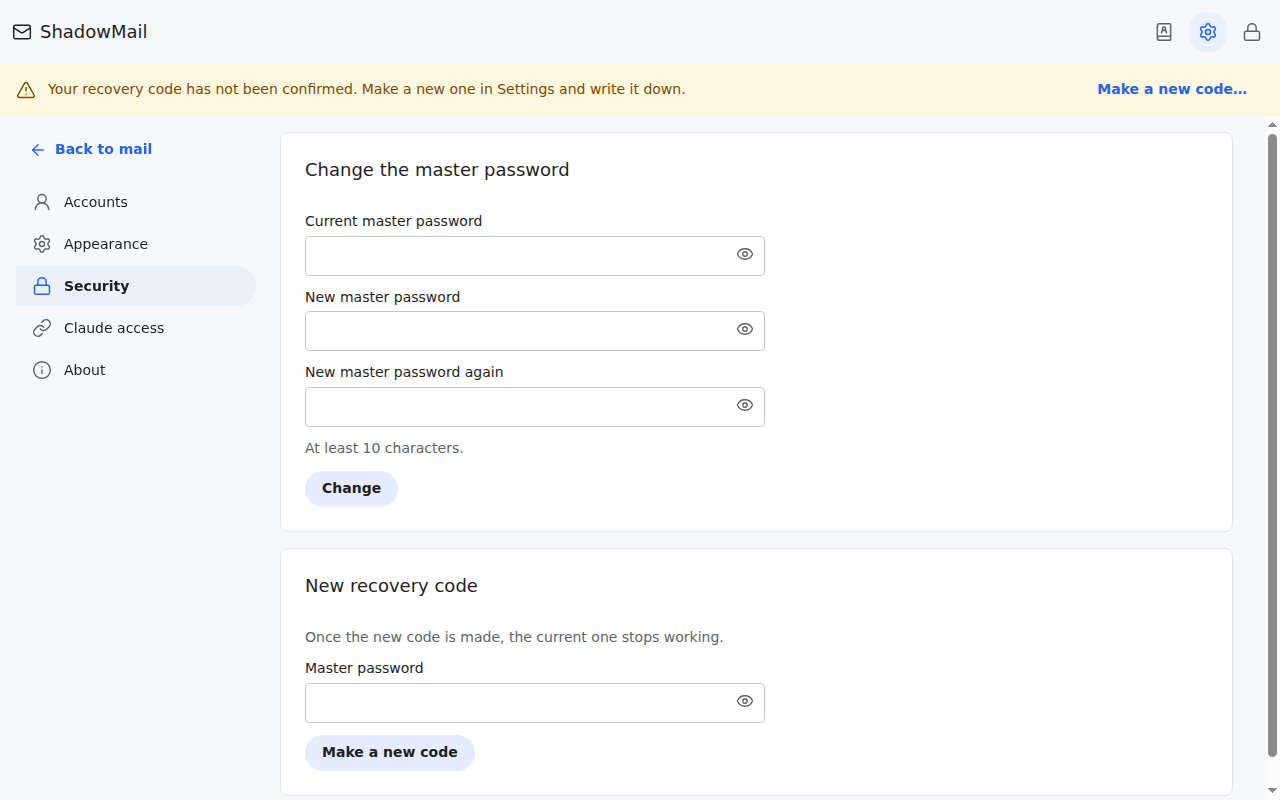 ShadowMail
Your recovery code has not been confirmed. Make a new one in Settings and write it down.
Make a new code…
Back to mail
Accounts
Appearance
Security
Claude access
About
Change the master password
Current master password
New master password
New master password again
At least 10 characters.
Change
New recovery code
Once the new code is made, the current one stops working.
Master password
Make a new code